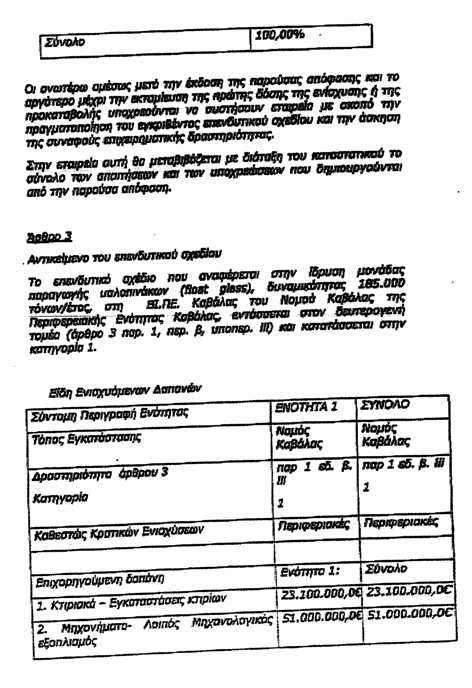 Σύνολο 100,00%
Οι ανωτέρω αμέσως μετά την έκδοση της παρούσας απόφασης και το
αργότερο μέχρι την εκταμίευση της πρώτης δόσης της ενίσχυσης ή της
προκαταβολής υποχρεούνται να συστήσουν εταιρεία με σκοπό την
πραγματοποίηση του εγκριθέντος επενδυτικού σχεδίου και την άσκηση
της συναφούς επιχειρηματικής δραστηριότητας.
Στην εταιρεία αυτή θα μεταβιβάζεται με διάταξη του καταστατικού το
σύνολο των απαιτήσεων και των υποχρεώσεων που δημιουργούνται
από την παρούσα απόφαση.
Άρθρο 3
Αντικείμενο του επενδυτικού σχεδίου
Το επενδυτικό σχέδιο που αναφέρεται στην ίδρυση μονάδας
παραγωγής υαλοπινάκων (float glass), δυναμικότητας 185.000
τόνων/έτος, στη ΒΙ.ΠΕ. Καβάλας του Νομού Καβάλας της
Περιφερειακής Ενότητας Καβάλας, εντάσσεται στον δευτερογενή
τομέα (άρθρο 3 παρ. 1, περ. β, υποπερ. iii) και κατατάσσεται στην
κατηγορία 1.
Είδη Ενισχυόμενων Δαπανών
Σύντομη Περιγραφή Ενότητας ΕΝΟΤΗΤΑ 1 ΣΥΝΟΛΟ
Τόπος Εγκατάστασης Νομός Νομός
Καβάλας Καβάλας
Δραστηριότητα άρθρου 3 παρ 1 εδ. β. παρ 1 εδ. β. iii
iii
Κατηγορία 1 1
Καθεστώς Κρατικών Ενισχύσεων Περιφερειακές Περιφερειακές
Επιχορηγούμενη δαπάνη Ενότητα 1: Σύνολο
1. Κτιριακά – Εγκαταστάσεις κτιρίων 23.100.000,0€ 23.100.000,0€
2. Μηχανήματα- Λοιπός Μηχανολογικός 51.000.000,0€ 51.000.000,0€
εξοπλισμός